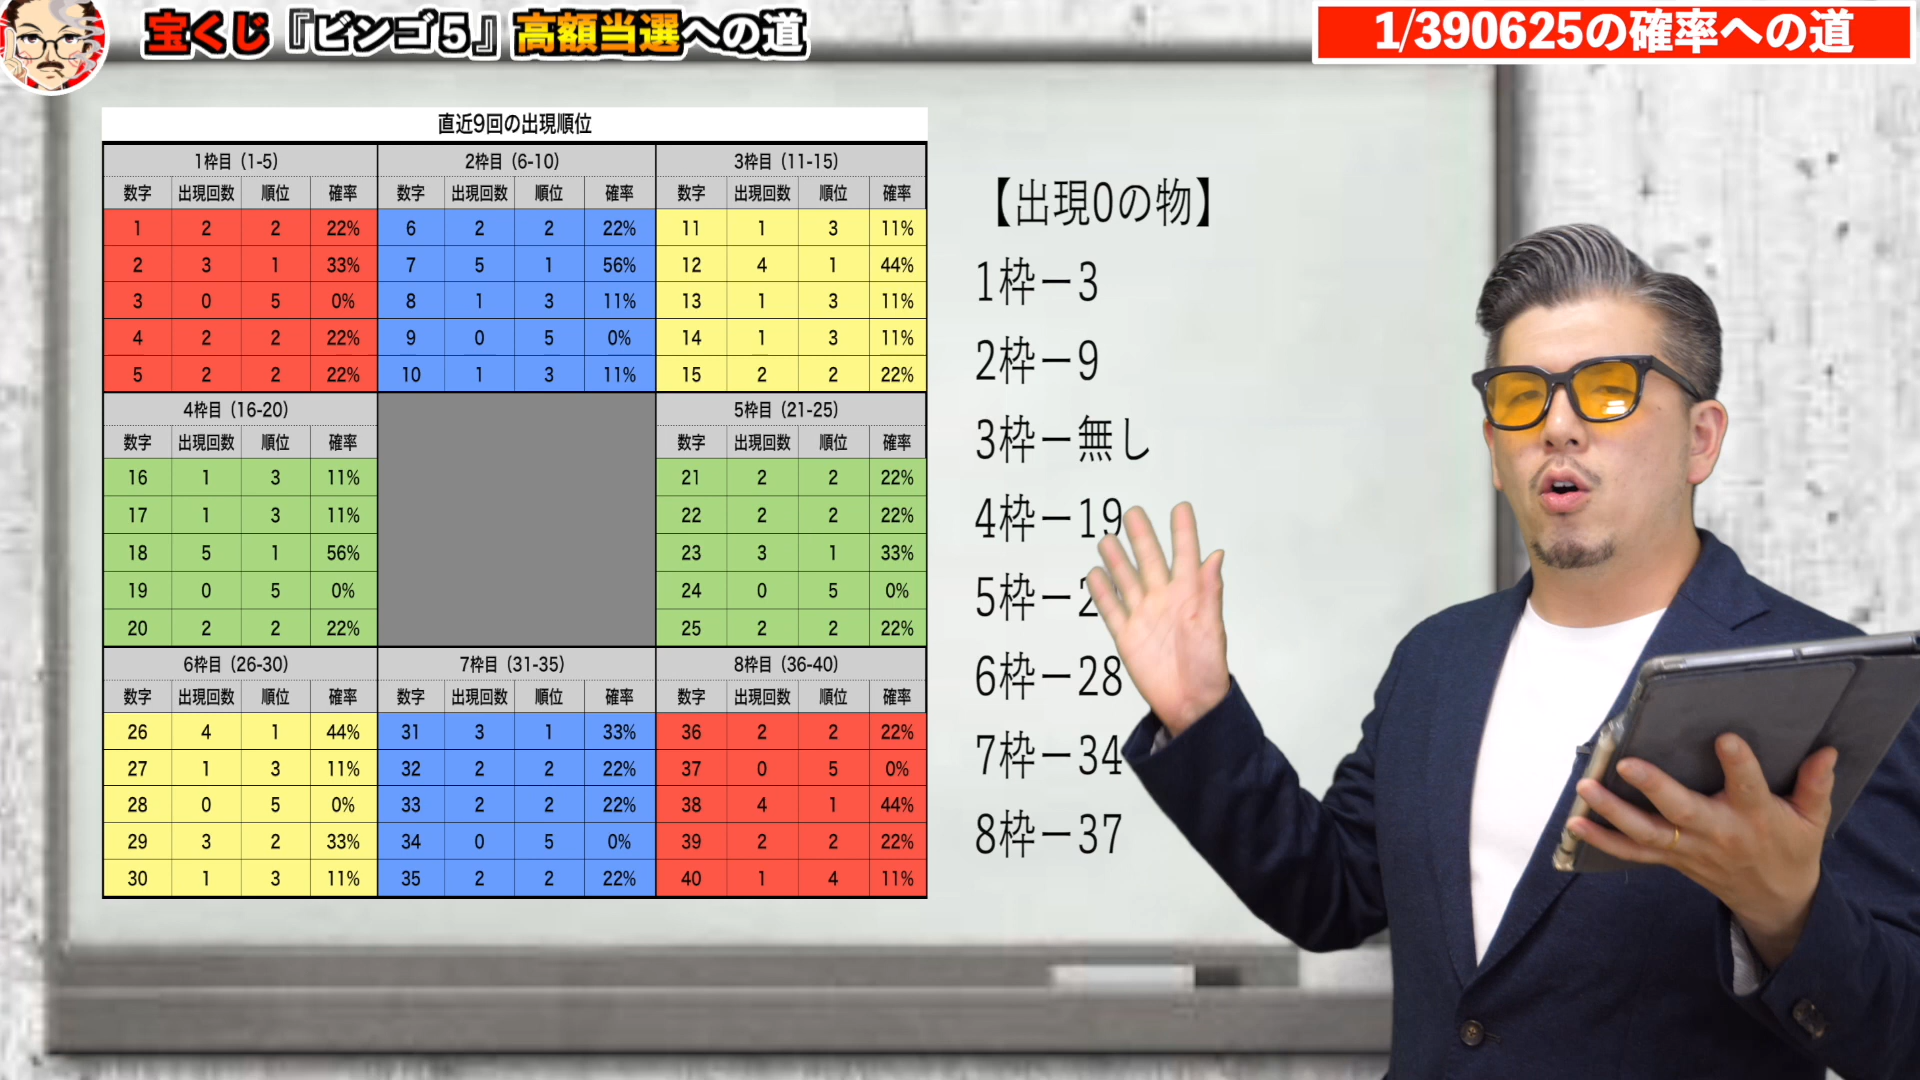 宝くじ『ビンゴ5』高額当選への道
1/390625の確率への道
直近9回の出現順位
1枠目（1-5） 2枠目（6-10） 3枠目（11-15）
数字 出現回数 順位 確率 数字 出現回数 順位 確率 数字 出現回数 順位 確率
1 2 2 22% 6 2 2 22% 11 1 3 11%
2 3 1 33% 7 5 1 56% 12 4 1 44%
3 0 5 0% 8 1 3 11% 13 1 3 11%
4 2 2 22% 9 0 5 0% 14 1 3 11%
5 2 2 22% 10 1 3 11% 15 2 2 22%
4枠目（16-20） 5枠目（21-25）
数字 出現回数 順位 確率 数字 出現回数 順位 確率
16 1 3 11% 21 2 2 22%
17 1 3 11% 22 2 2 22%
18 5 1 56% 23 3 1 33%
19 0 5 0% 24 0 5 0%
20 2 2 22% 25 2 2 22%
6枠目（26-30） 7枠目（31-35） 8枠目（36-40）
数字 出現回数 順位 確率 数字 出現回数 順位 確率 数字 出現回数 順位 確率
26 4 1 44% 31 3 1 33% 36 2 2 22%
27 1 3 11% 32 2 2 22% 37 0 5 0%
28 0 5 0% 33 2 2 22% 38 4 1 44%
29 3 2 33% 34 0 5 0% 39 2 2 22%
30 1 3 11% 35 2 2 22% 40 1 4 11%
【出現0の物】
1枠－3
2枠－9
3枠－無し
4枠－19
5枠－
6枠－28
7枠－34
8枠－37